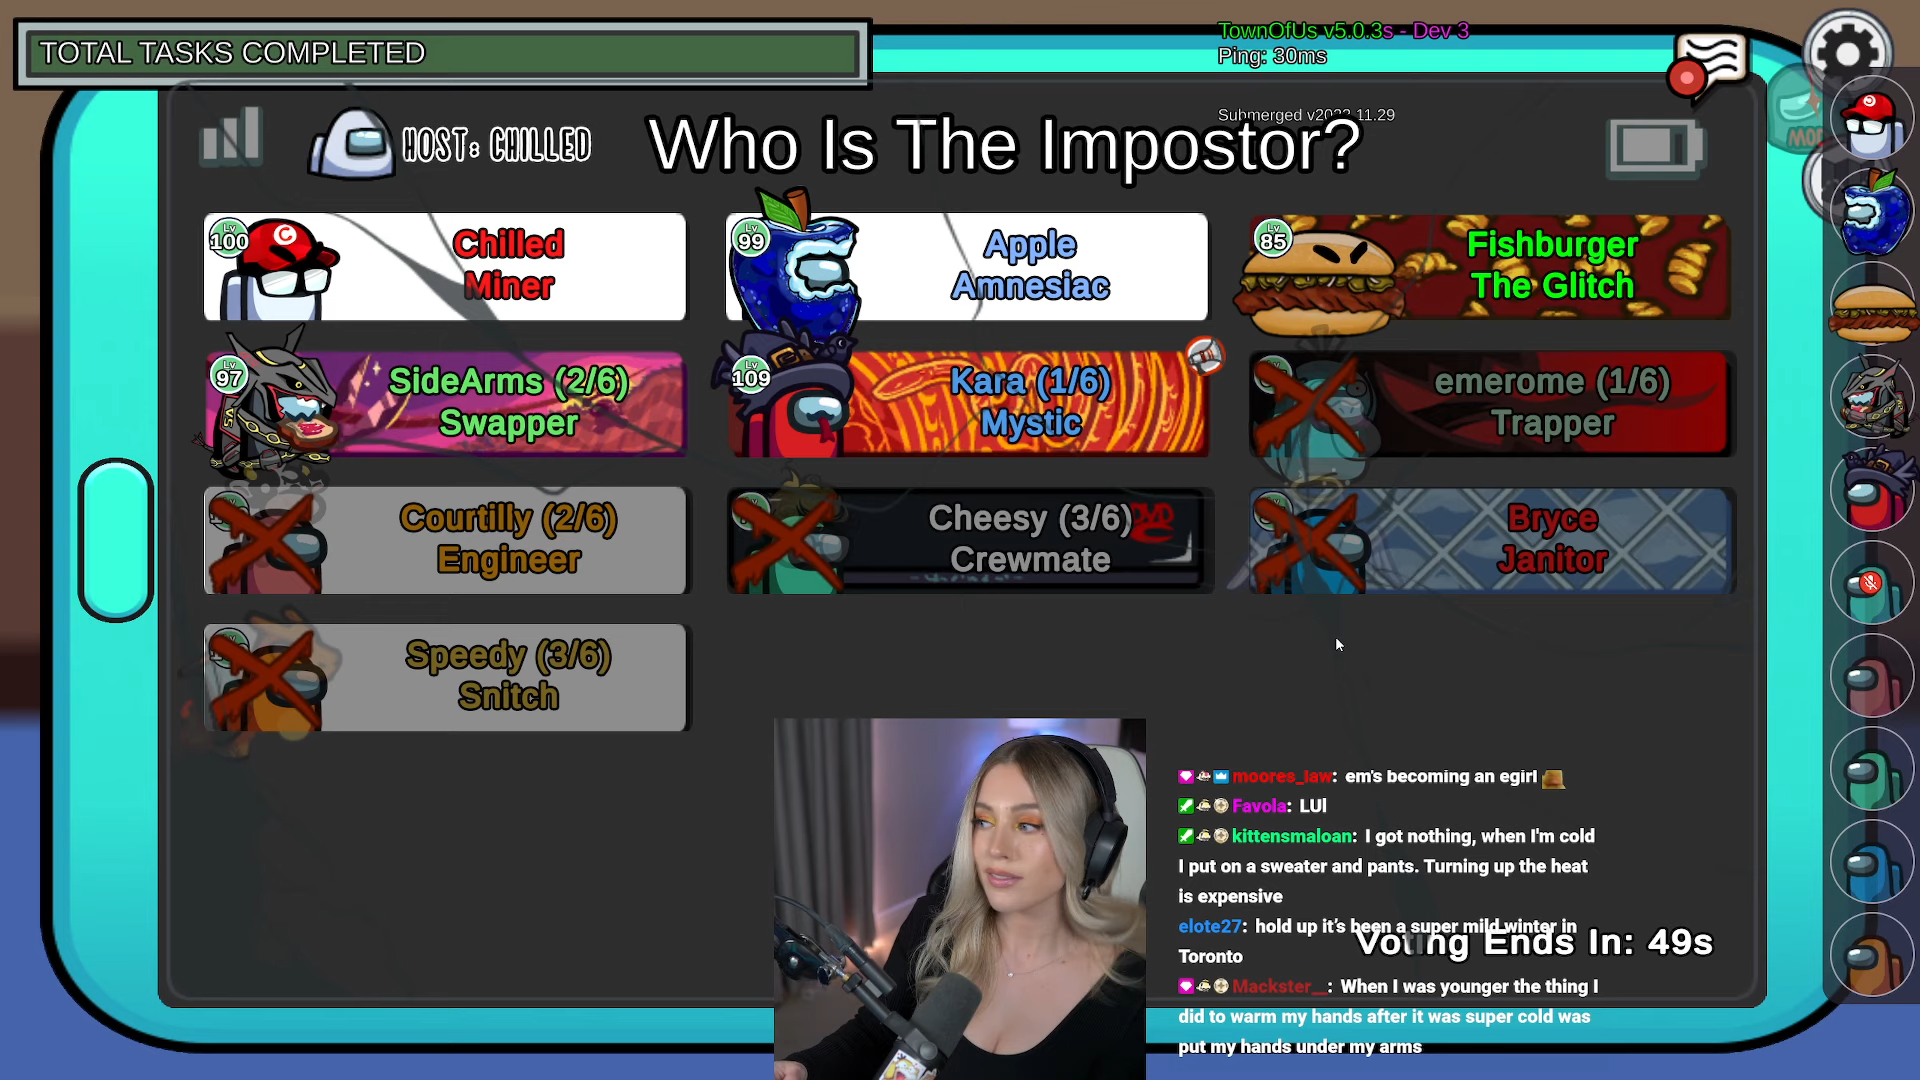 TOTAL TASKS COMPLETED
TownOfUs v5.0.3s - Dev 3
Ping: 30ms
Submerged v2022.11.29
HOST: CHILLED
Who Is The Impostor?
Lv 100
Chilled
Miner
Lv 99
Apple
Amnesiac
Lv 85
Fishburger
The Glitch
Lv 97
SideArms (2/6)
Swapper
Lv 109
Kara (1/6)
Mystic
emerome (1/6)
Trapper
Courtilly (2/6)
Engineer
Cheesy (3/6)
Crewmate
Bryce
Janitor
Speedy (3/6)
Snitch
moores_law: em's becoming an egirl
Favola: LUl
kittensmaloan: I got nothing, when I'm cold
I put on a sweater and pants. Turning up the heat
is expensive
elote27: hold up it's been a super mild winter in
Toronto
Voting Ends In: 49s
Mackster__: When I was younger the thing I
did to warm my hands after it was super cold was
put my hands under my arms